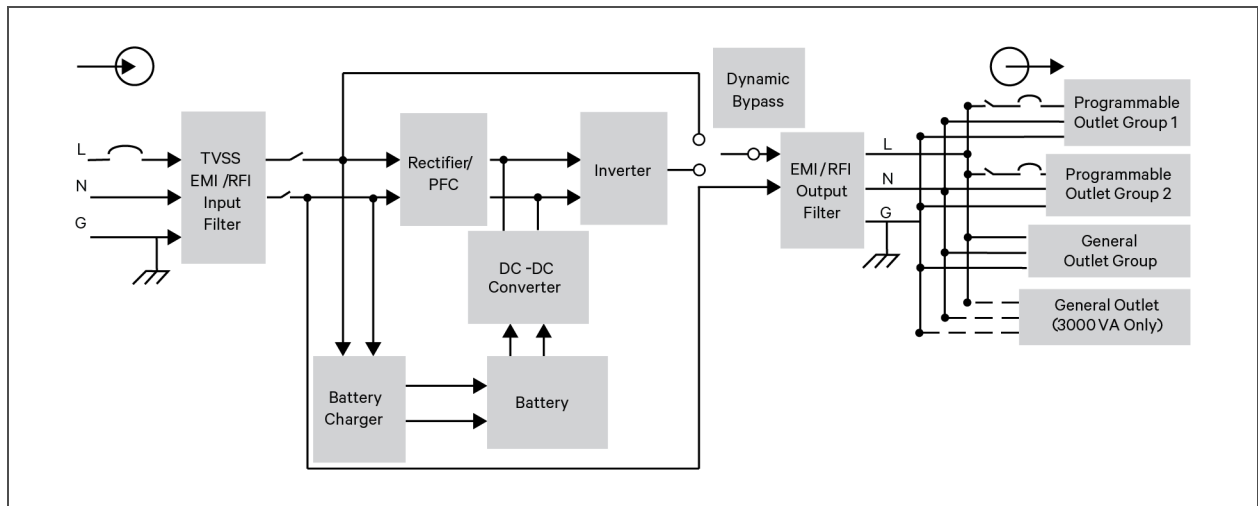 Dynamic
Bypass
L
N
G
TVSS
EMI /RFI
Input
Filter
Rectifier/
PFC
Inverter
DC -DC
Converter
Battery
Charger
Battery
EMI/RFI
Output
Filter
L
N
G
Programmable
Outlet Group 1
Programmable
Outlet Group 2
General
Outlet Group
General Outlet
(3000 VA Only)